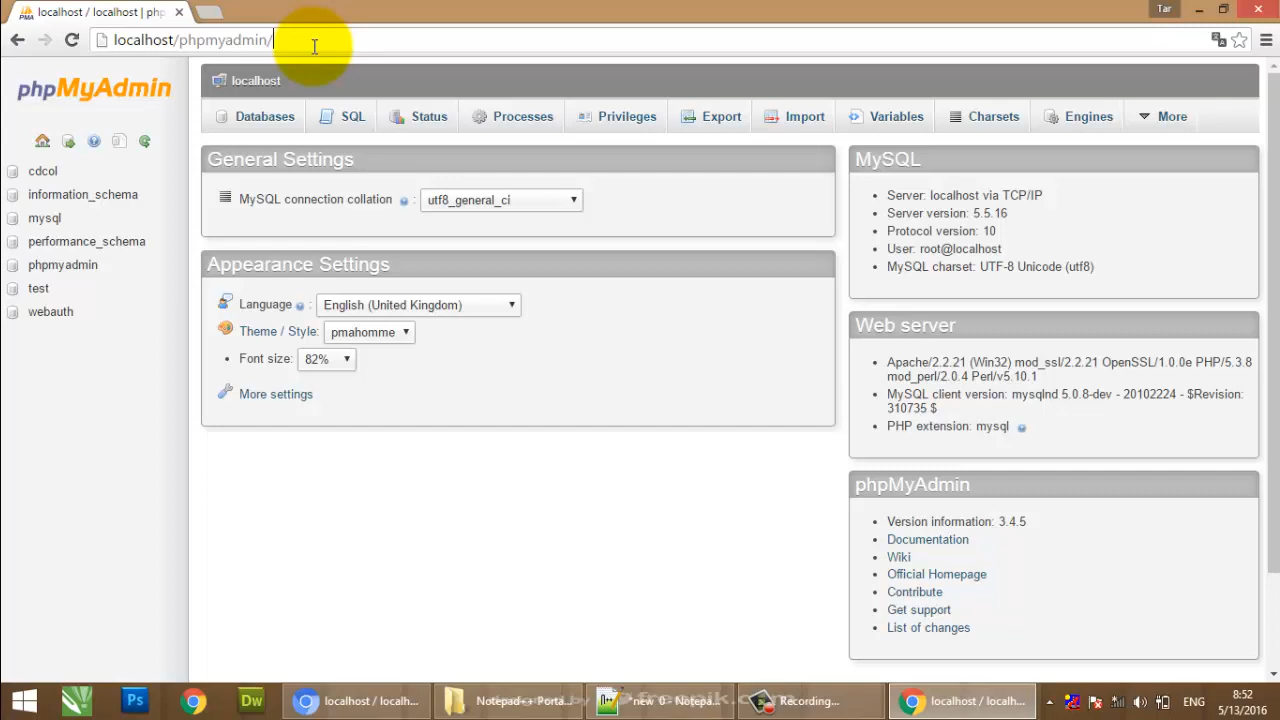 localhost / localhost | php
Tar
localhost/phpmyadmin/
phpMyAdmin
cdcol
information_schema
mysql
performance_schema
phpmyadmin
test
webauth
localhost
Databases SQL Status Processes Privileges Export Import Variables Charsets Engines More
General Settings
MySQL connection collation : utf8_general_ci
Appearance Settings
Language : English (United Kingdom)
Theme / Style: pmahomme
Font size: 82%
More settings
MySQL
Server: localhost via TCP/IP
Server version: 5.5.16
Protocol version: 10
User: root@localhost
MySQL charset: UTF-8 Unicode (utf8)
Web server
Apache/2.2.21 (Win32) mod_ssl/2.2.21 OpenSSL/1.0.0e PHP/5.3.8
mod_perl/2.0.4 Perl/v5.10.1
MySQL client version: mysqlnd 5.0.8-dev - 20102224 - $Revision:
310735 $
PHP extension: mysql
phpMyAdmin
Version information: 3.4.5
Documentation
Wiki
Official Homepage
Contribute
Get support
List of changes
Ps Dw localhost / localh... Notepad++ Porta... *new 0 - Notepa... Recording... localhost / localh... ENG
8:52
5/13/2016